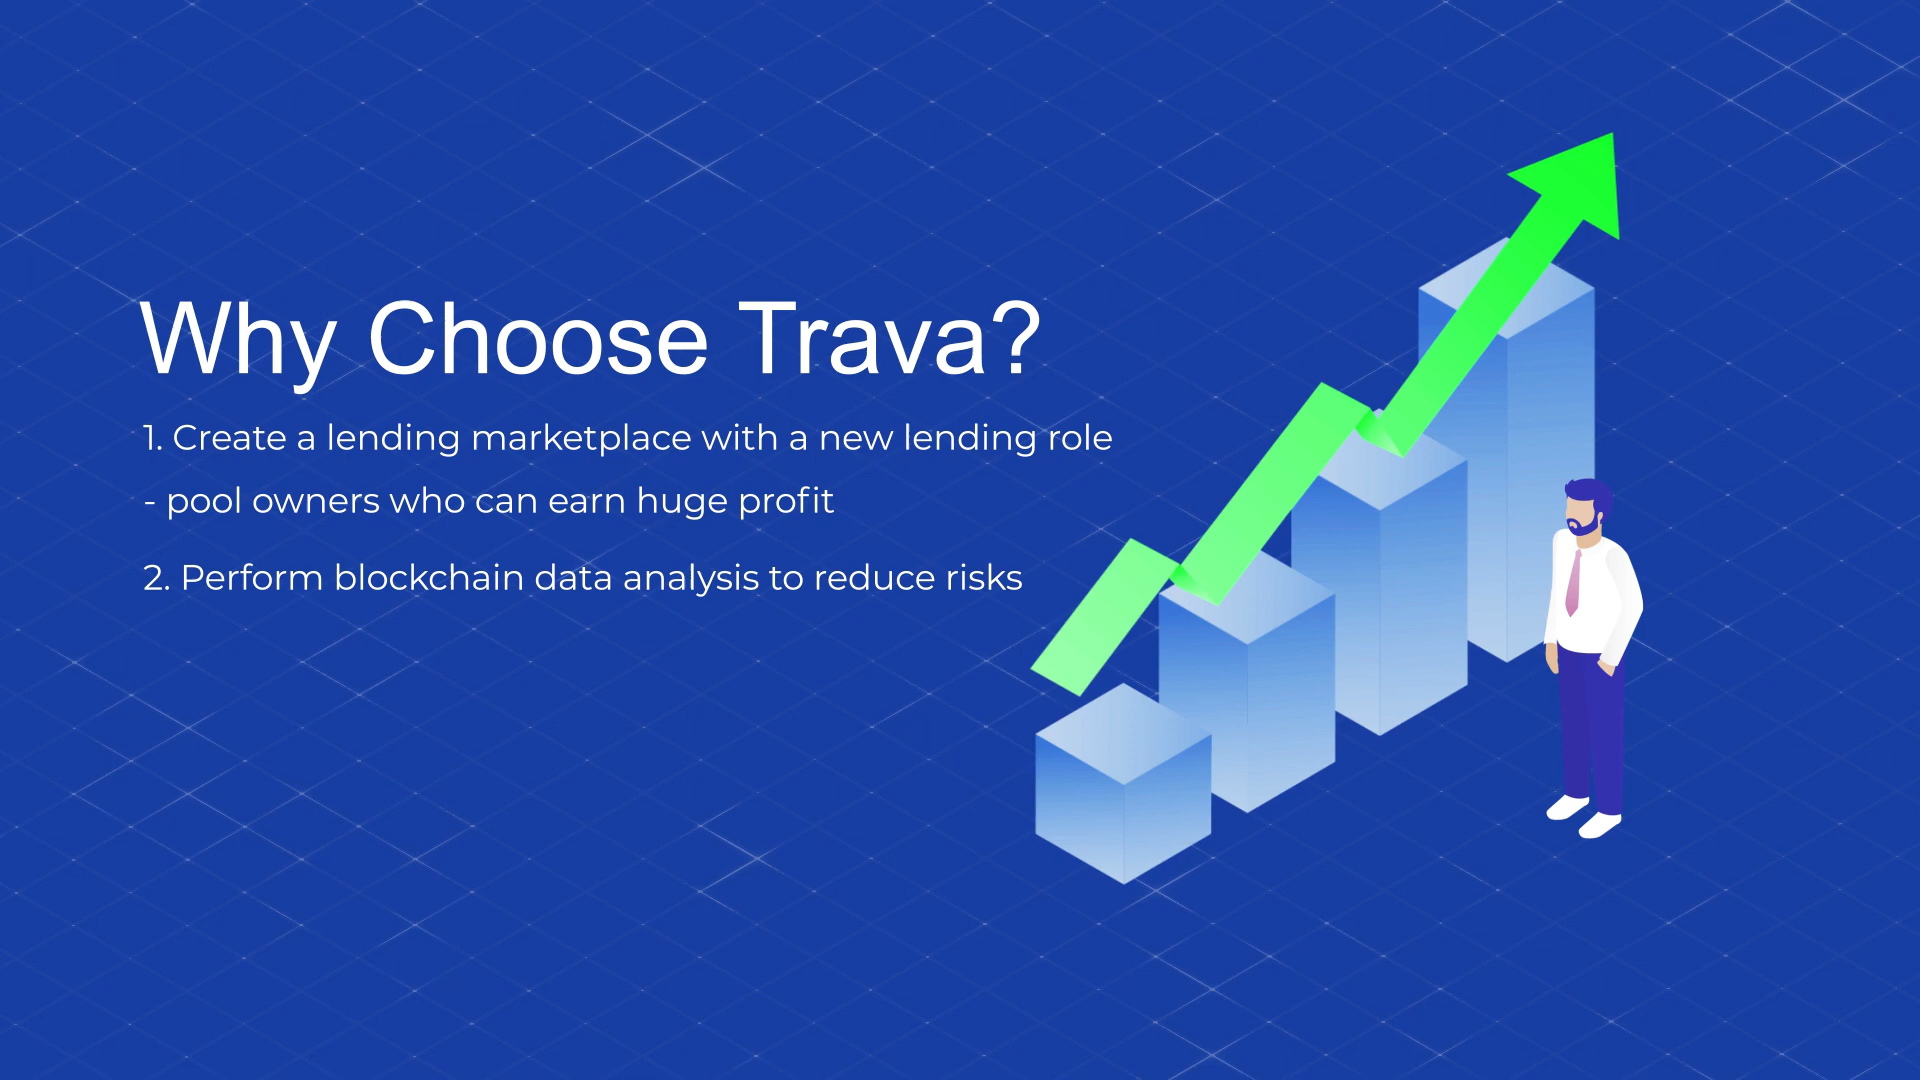 Why Choose Trava?
1. Create a lending marketplace with a new lending role
- pool owners who can earn huge profit
2. Perform blockchain data analysis to reduce risks